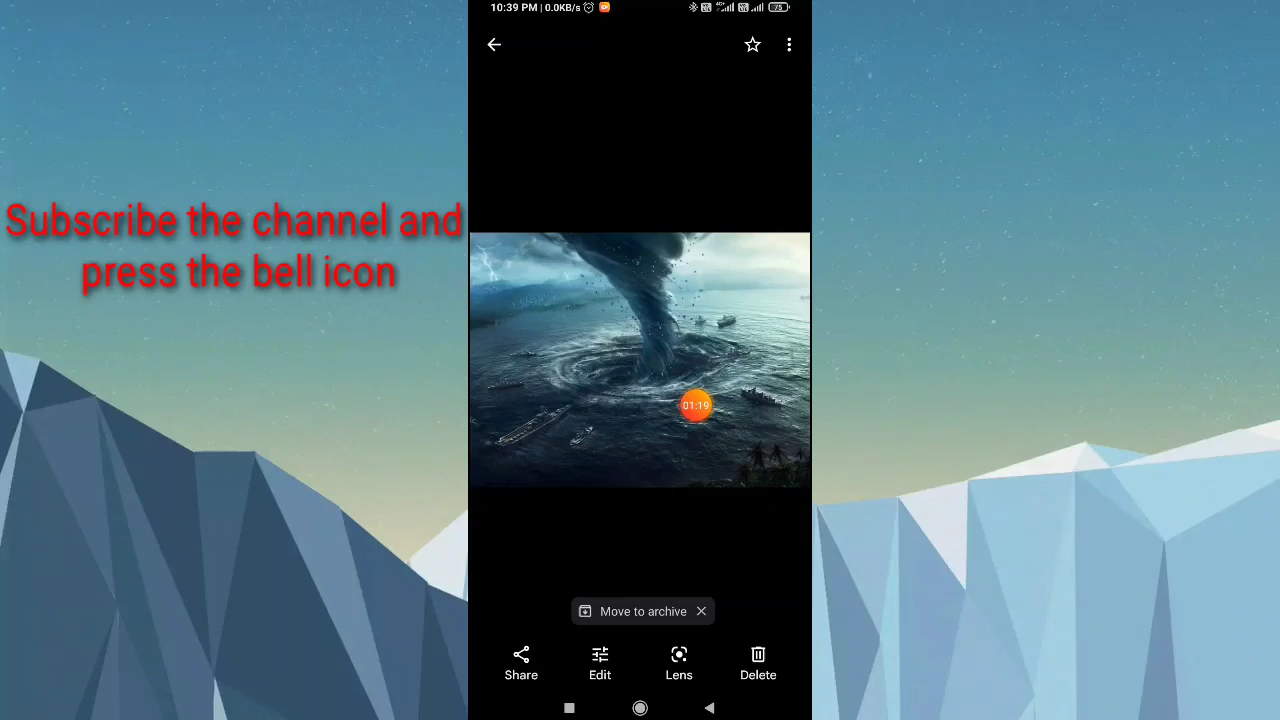 10:39 PM | 0.0KB/s
75
Subscribe the channel and
press the bell icon
01:19
Move to archive
Share
Edit
Lens
Delete